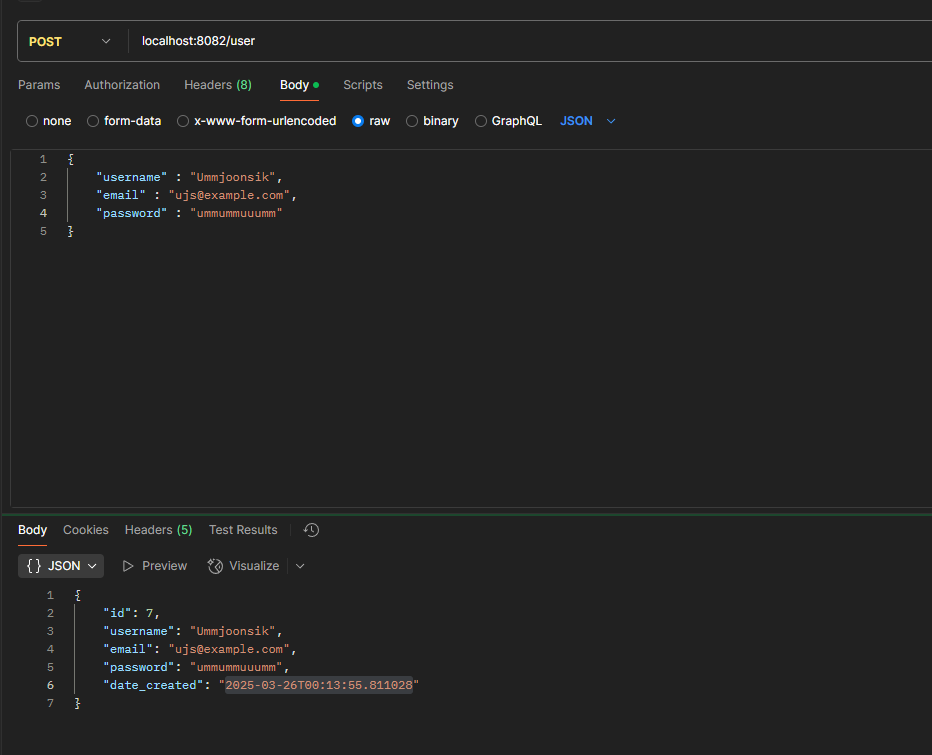 POST localhost:8082/user
Params Authorization Headers (8) Body Scripts Settings
none form-data x-www-form-urlencoded raw binary GraphQL JSON
1 {
2 "username" : "Ummjoonsik",
3 "email" : "ujs@example.com",
4 "password" : "ummummuuumm"
5 }
Body Cookies Headers (5) Test Results
{} JSON Preview Visualize
1 {
2 "id": 7,
3 "username": "Ummjoonsik",
4 "email": "ujs@example.com",
5 "password": "ummummuuumm",
6 "date_created": "2025-03-26T00:13:55.811028"
7 }